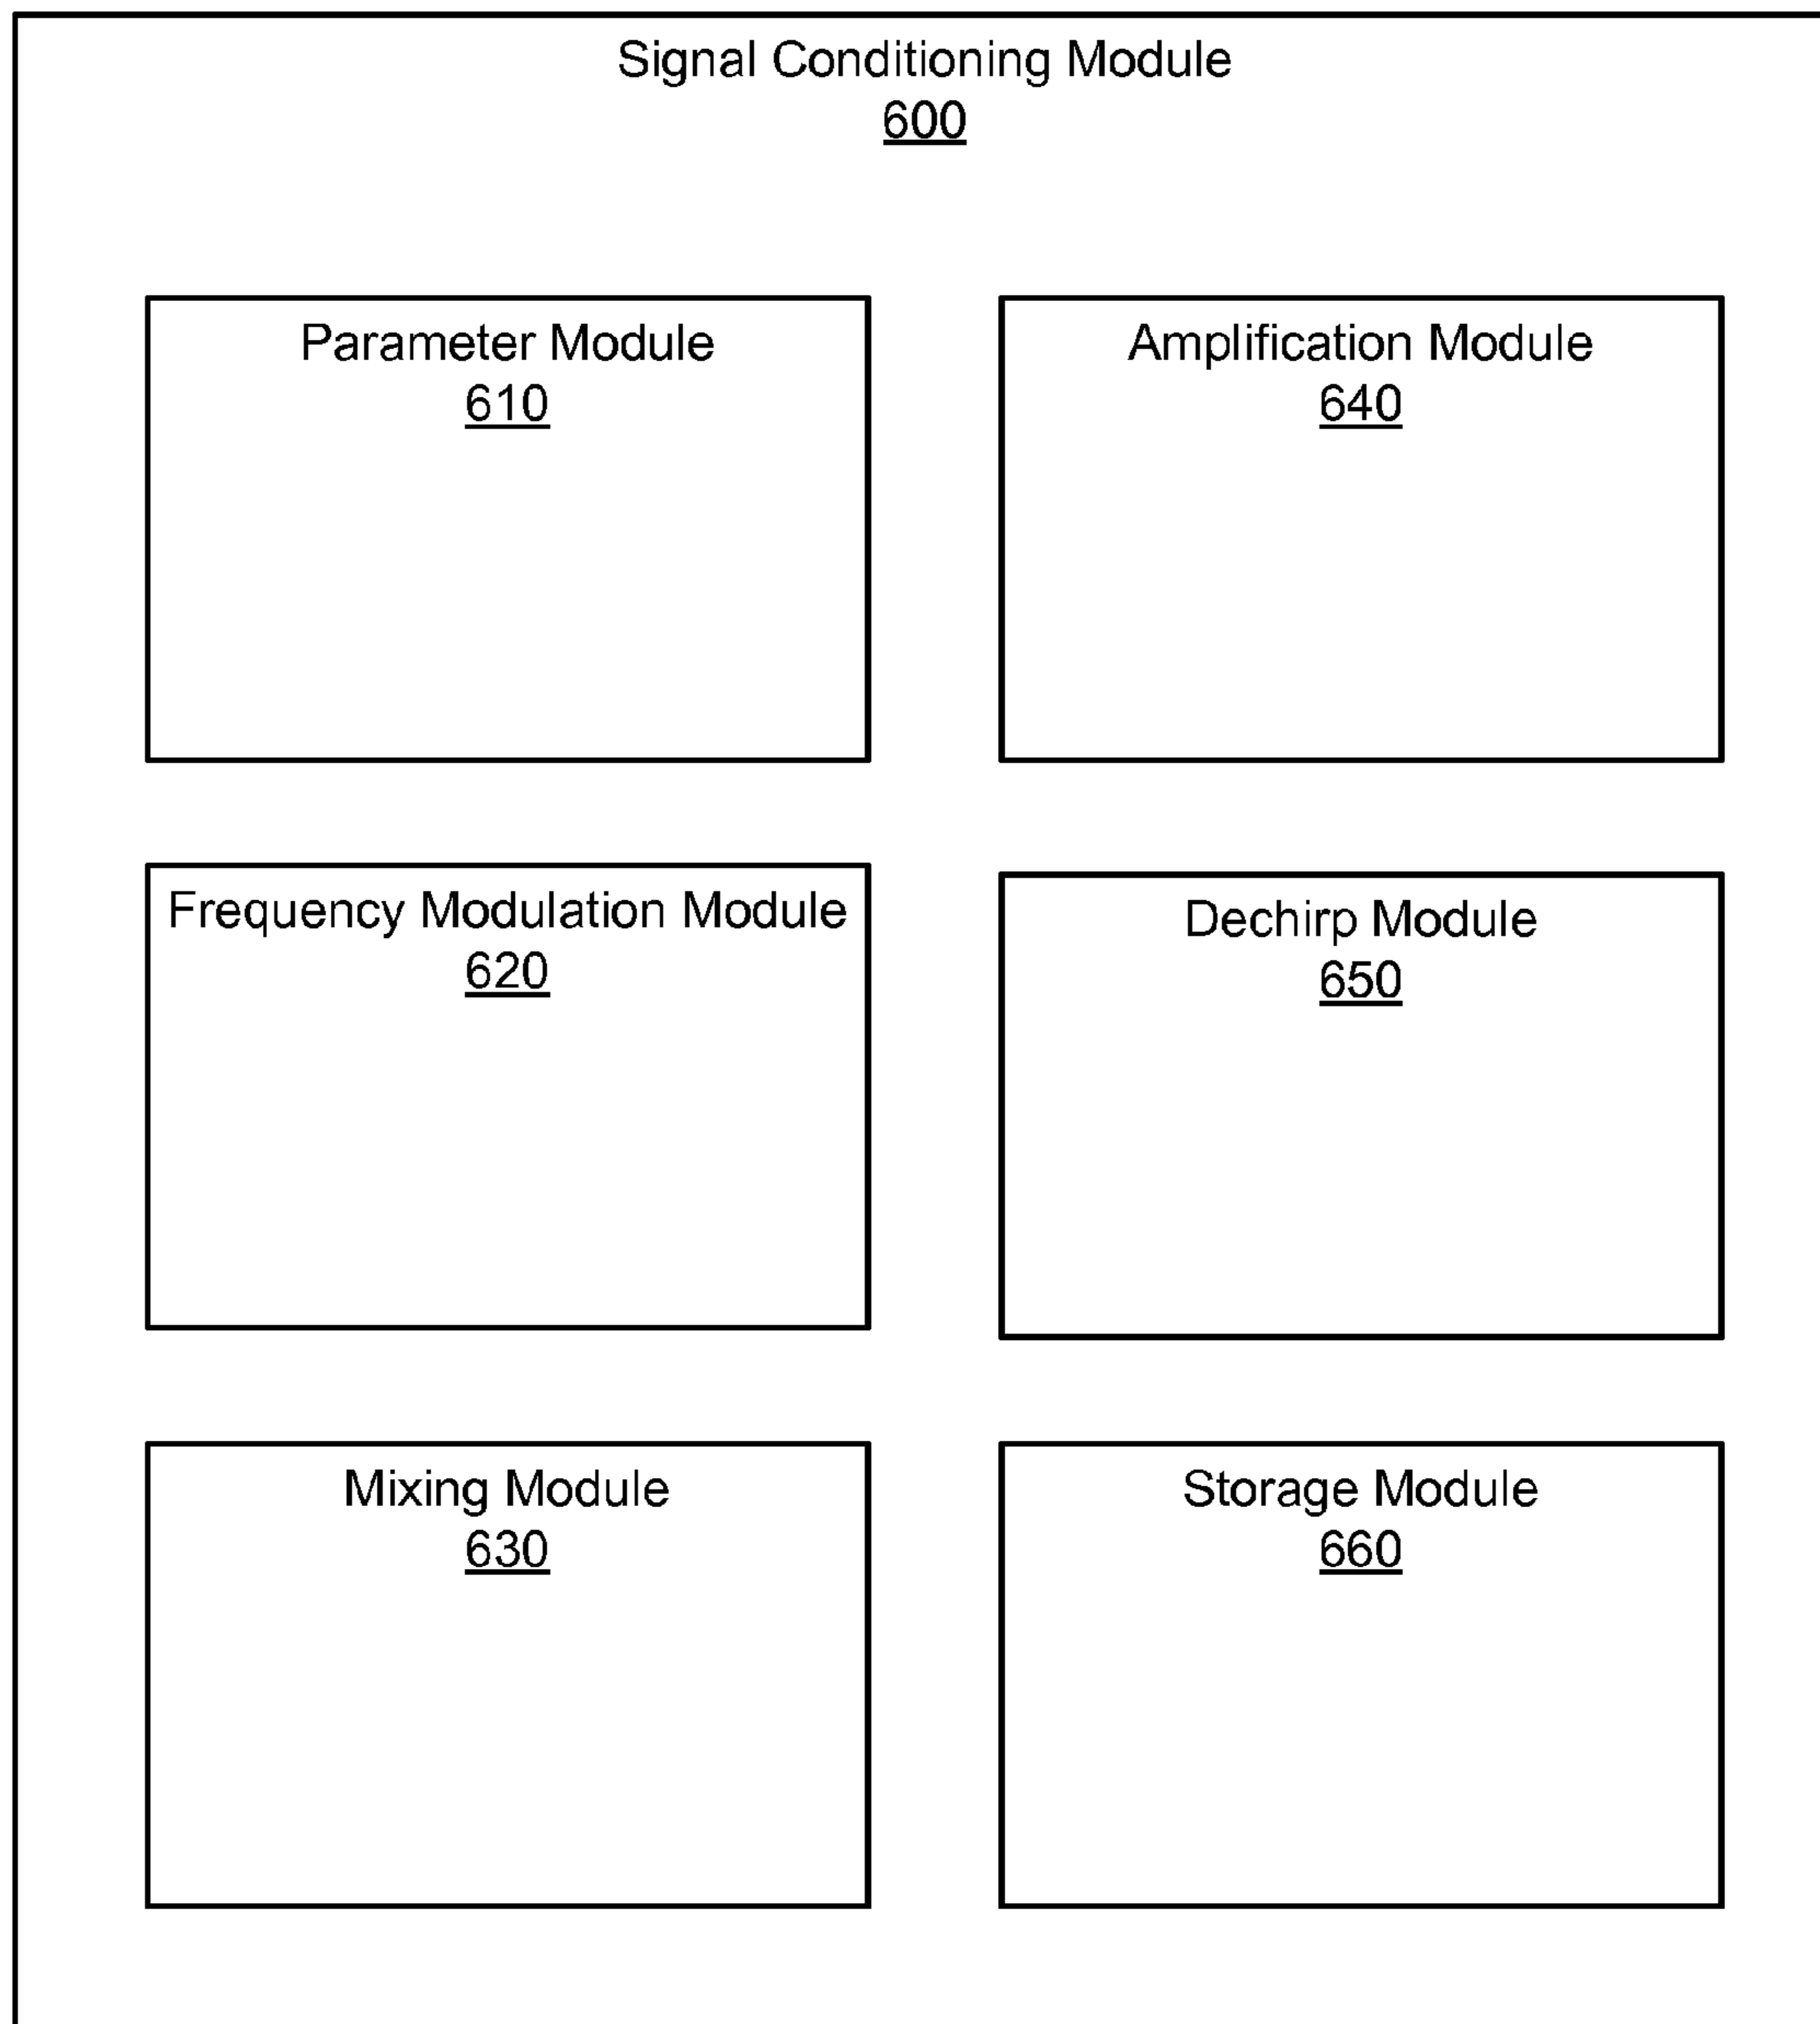 Signal Conditioning Module
600
Parameter Module
610
Amplification Module
640
Frequency Modulation Module
620
Dechirp Module
650
Mixing Module
630
Storage Module
660